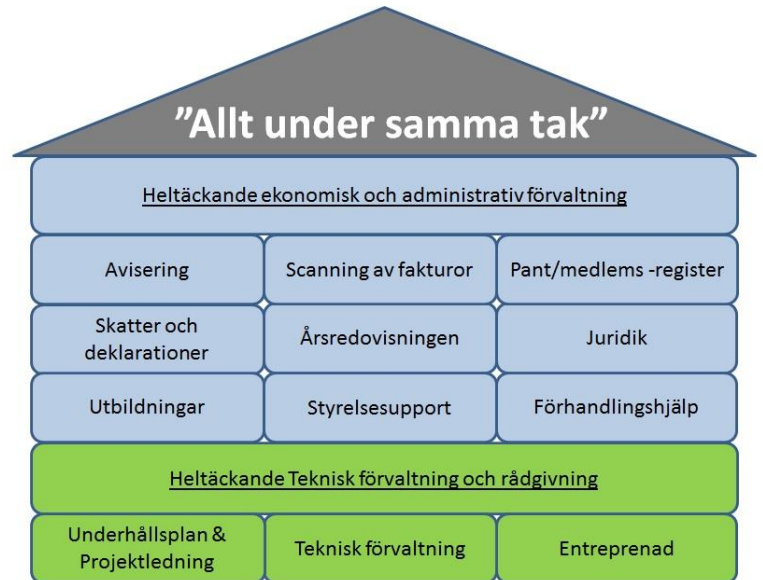 ”Allt under samma tak”
Heltäckande ekonomisk och administrativ förvaltning
Avisering
Scanning av fakturor
Pant/medlems -register
Skatter och
deklarationer
Årsredovisningen
Juridik
Utbildningar
Styrelsesupport
Förhandlingshjälp
Heltäckande Teknisk förvaltning och rådgivning
Underhållsplan &
Projektledning
Teknisk förvaltning
Entreprenad